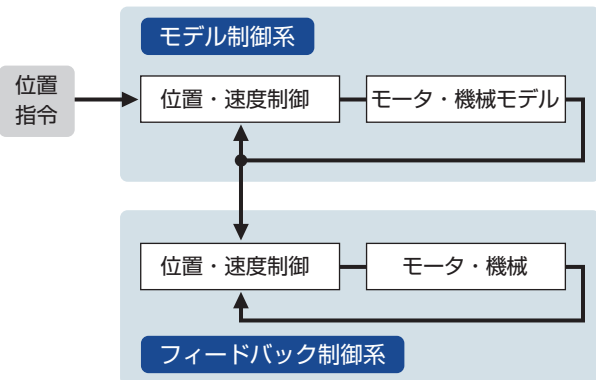 モデル制御系
位置
指令
位置・速度制御
モータ・機械モデル
位置・速度制御
モータ・機械
フィードバック制御系